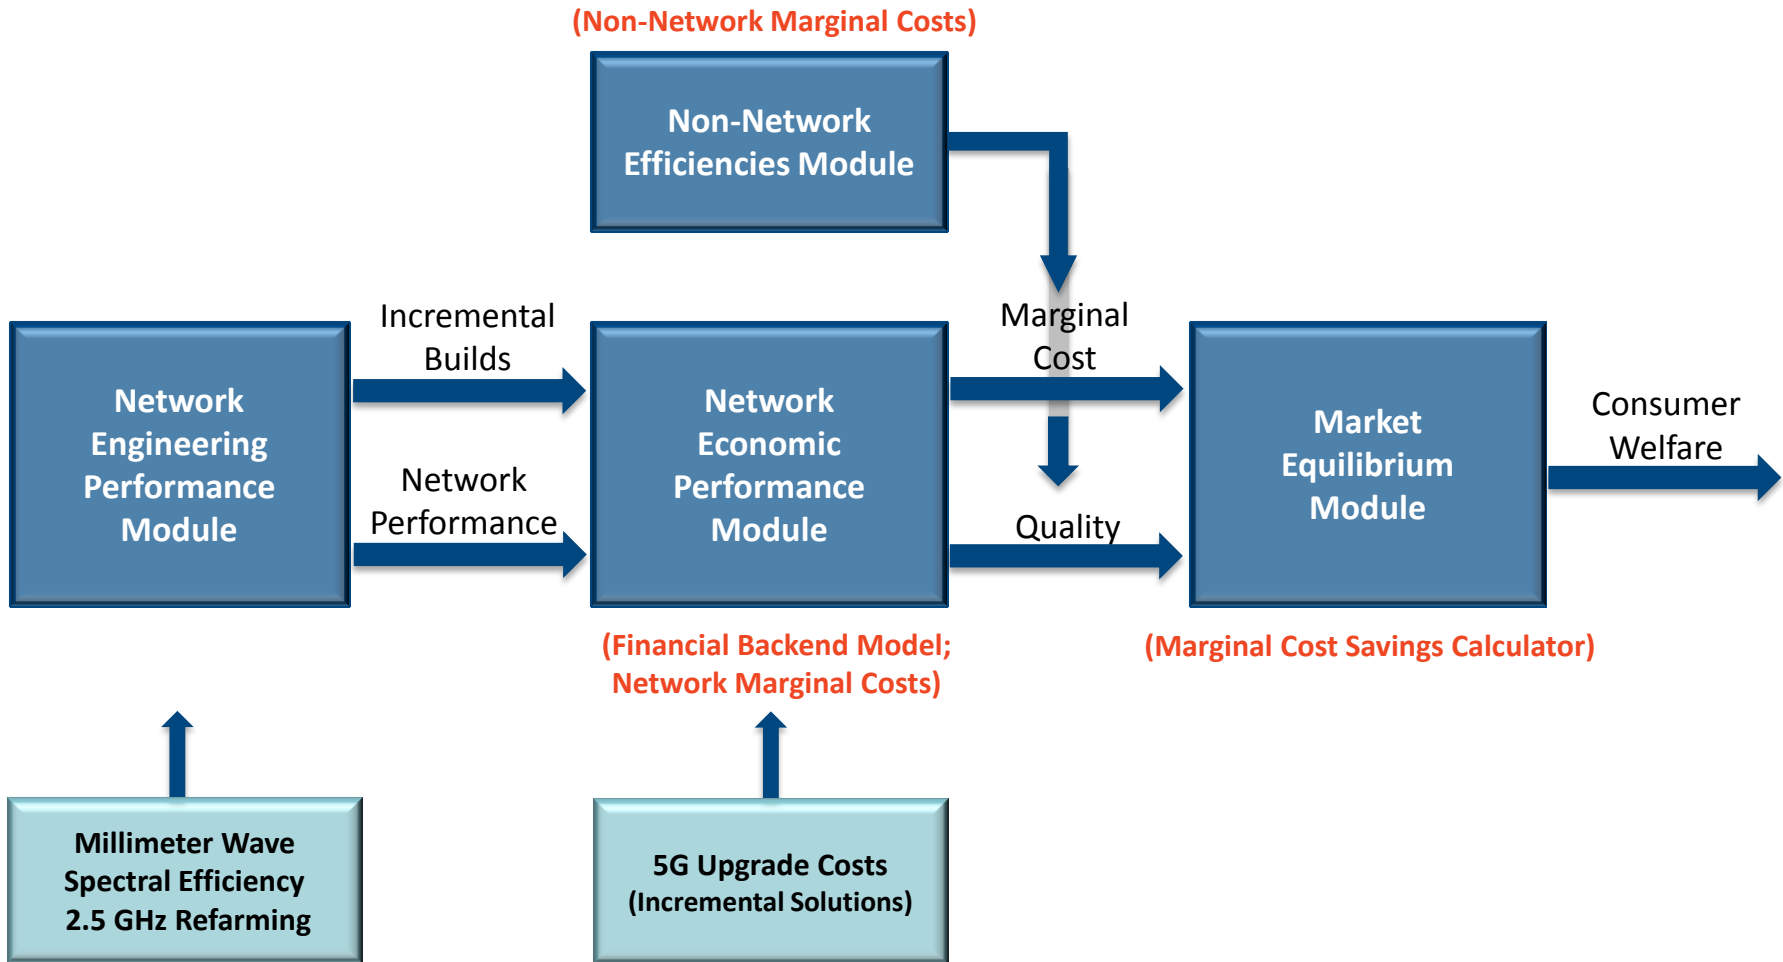 (Non-Network Marginal Costs)
Non-Network
Efficiencies Module
Network
Engineering
Performance
Module
Incremental
Builds
Network
Performance
Network
Economic
Performance
Module
Marginal
Cost
Quality
Market
Equilibrium
Module
Consumer
Welfare
(Financial Backend Model;
Network Marginal Costs)
(Marginal Cost Savings Calculator)
Millimeter Wave
Spectral Efficiency
2.5 GHz Refarming
5G Upgrade Costs
(Incremental Solutions)